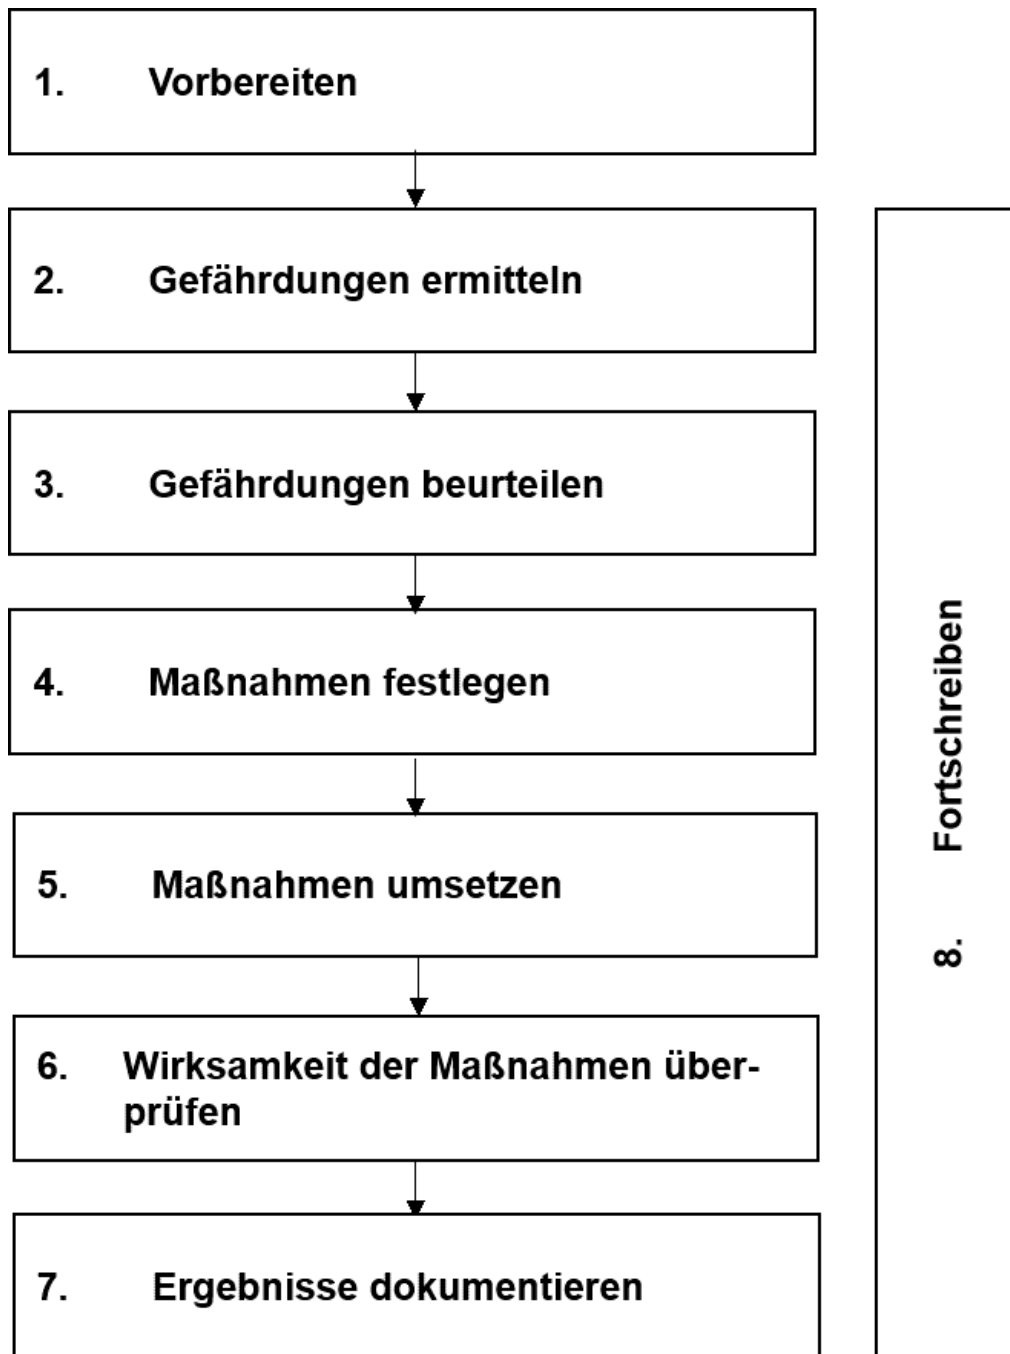 1. Vorbereiten
2. Gefährdungen ermitteln
3. Gefährdungen beurteilen
4. Maßnahmen festlegen
5. Maßnahmen umsetzen
6. Wirksamkeit der Maßnahmen über-
prüfen
7. Ergebnisse dokumentieren
8. Fortschreiben